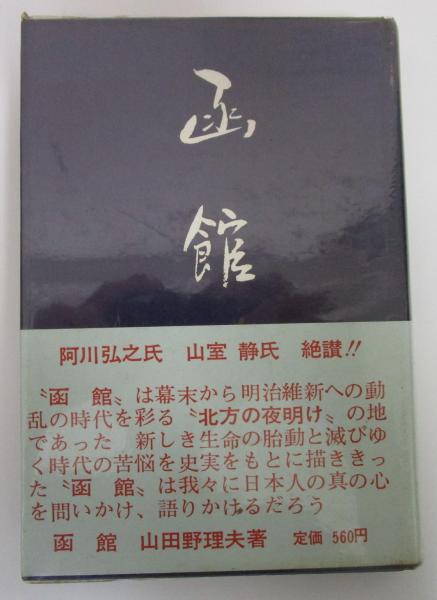 函館
阿川弘之氏　山室 静氏　絶讃!!
〝函 館〟は幕末から明治維新への動
乱の時代を彩る〝北方の夜明け〟の地
であった　新しき生命の胎動と滅びゆ
く時代の苦悩を史実をもとに描ききっ
た〝函 館〟は我々に日本人の真の心
を問いかけ、語りかけるだろう
函　館　山田野理夫著　定価 560円